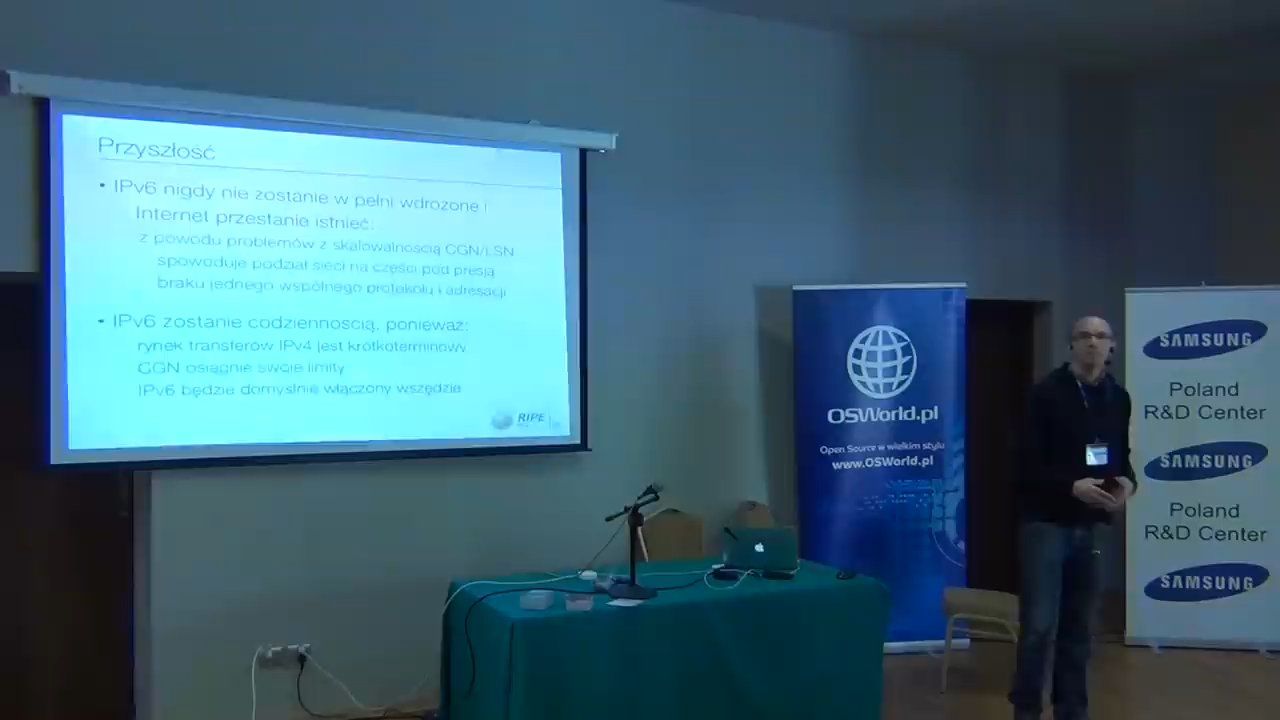 Przyszłość
• IPv6 nigdy nie zostanie w pełni wdrożone i
Internet przestanie istnieć:
z powodu problemów z skalowalnością CGN/LSN
spowoduje podział sieci na części pod presją
braku jednego wspólnego protokołu i adresacji
• IPv6 zostanie codziennością, ponieważ:
rynek transferów IPv4 jest krótkoterminowy
CGN osiągnie swoje limity
IPv6 będzie domyślnie włączony wszędzie
RIPE
OSWorld.pl
Open Source w wielkim stylu
www.OSWorld.pl
SAMSUNG
Poland
R&D Center
SAMSUNG
Poland
R&D Center
SAMSUNG